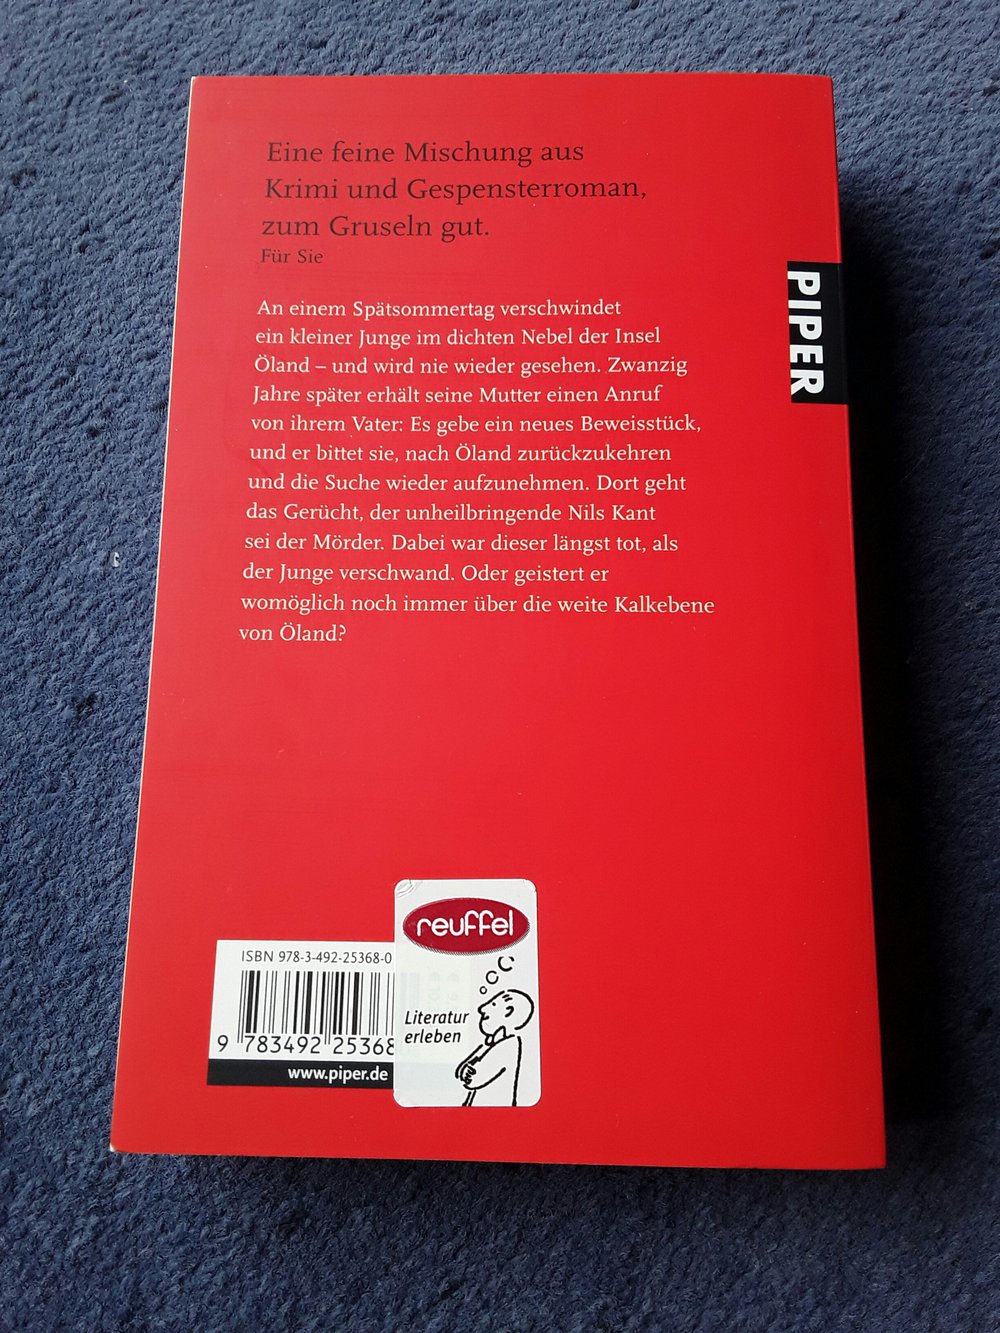 Eine feine Mischung aus
Krimi und Gespensterroman,
zum Gruseln gut.
Für Sie
An einem Spätsommertag verschwindet
ein kleiner Junge im dichten Nebel der Insel
Öland – und wird nie wieder gesehen. Zwanzig
Jahre später erhält seine Mutter einen Anruf
von ihrem Vater: Es gebe ein neues Beweisstück,
und er bittet sie, nach Öland zurückzukehren
und die Suche wieder aufzunehmen. Dort geht
das Gerücht, der unheilbringende Nils Kant
sei der Mörder. Dabei war dieser längst tot, als
der Junge verschwand. Oder geistert er
womöglich noch immer über die weite Kalkebene
von Öland?
PIPER
ISBN 978-3-492-25368-0
9 783492 25368
www.piper.de
reuffel
Literatur
erleben